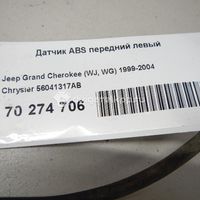 Датчик ABS передний левый
Jeep Grand Cherokee (WJ, WG) 1999-2004
Chrysler 56041317AB
70 274 706